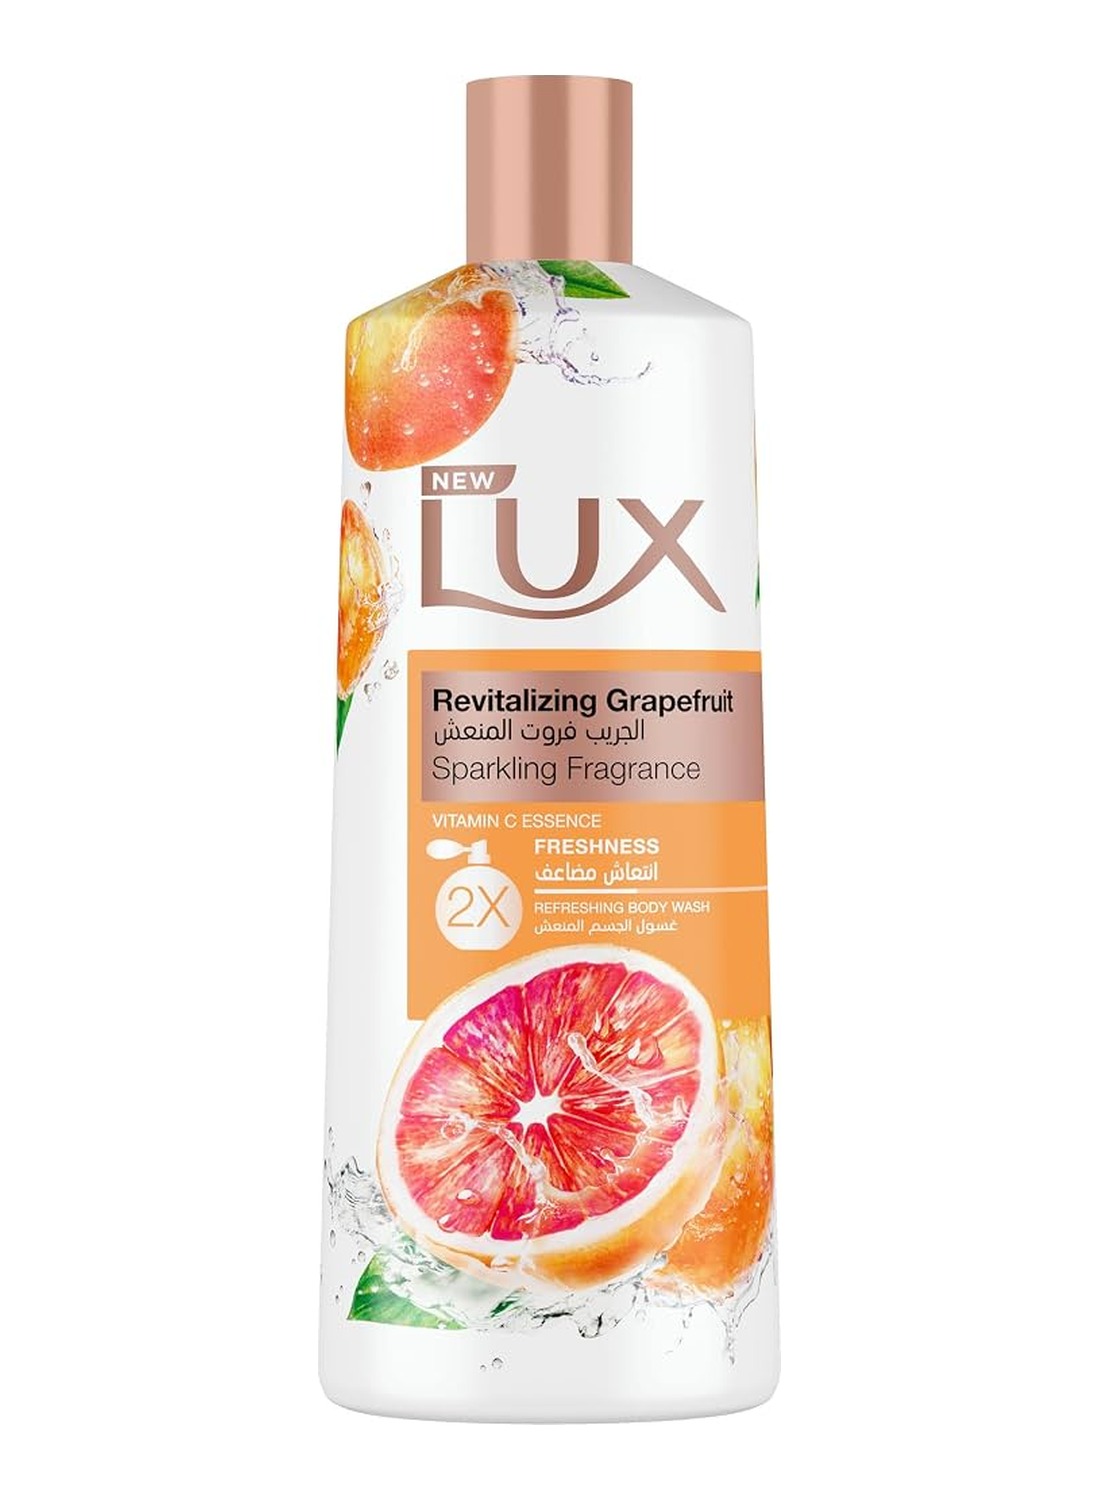 NEW
LUX
Revitalizing Grapefruit
الجريب فروت المنعش
Sparkling Fragrance
VITAMIN C ESSENCE
2X
FRESHNESS
انتعاش مضاعف
REFRESHING BODY WASH
غسول الجسم المنعش